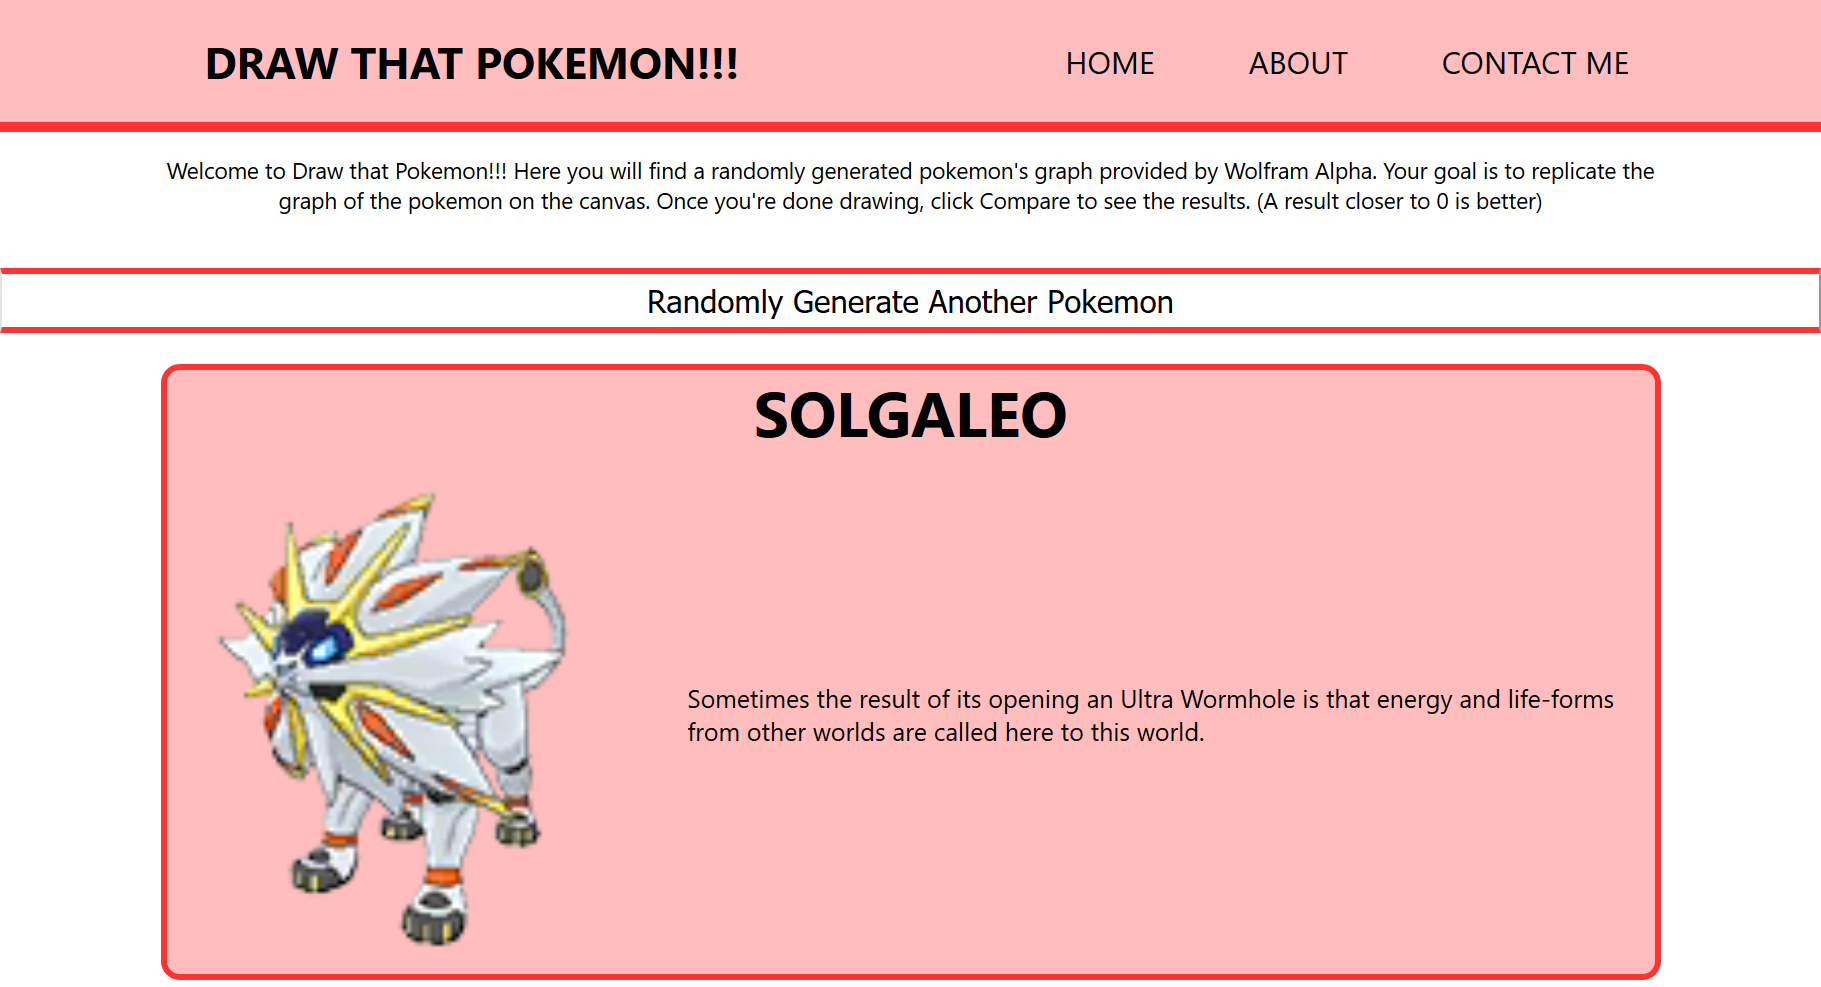 DRAW THAT POKEMON!!!
HOME
ABOUT
CONTACT ME
Welcome to Draw that Pokemon!!! Here you will find a randomly generated pokemon's graph provided by Wolfram Alpha. Your goal is to replicate the
graph of the pokemon on the canvas. Once you're done drawing, click Compare to see the results. (A result closer to 0 is better)
Randomly Generate Another Pokemon
SOLGALEO
Sometimes the result of its opening an Ultra Wormhole is that energy and life-forms
from other worlds are called here to this world.